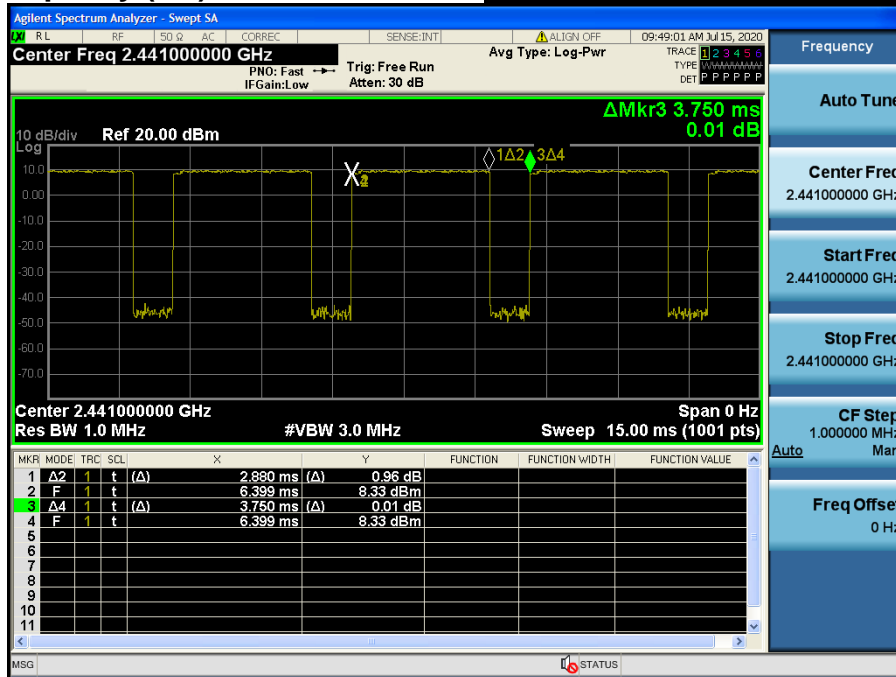 Agilent Spectrum Analyzer - Swept SA
LXI RL RF 50 Ω AC CORREC SENSE:INT ALIGN OFF 09:49:01 AM Jul 15, 2020
Center Freq 2.441000000 GHz
PNO: Fast
IFGain:Low
Trig: Free Run
Atten: 30 dB
Avg Type: Log-Pwr
TRACE 1 2 3 4 5 6
TYPE WWWWWW
DET P P P P P P
ΔMkr3 3.750 ms
0.01 dB
10 dB/div Ref 20.00 dBm
Log
1Δ2 3Δ4
10.0
0.00
-10.0
-20.0
-30.0
-40.0
-50.0
-60.0
-70.0
Center 2.441000000 GHz Span 0 Hz
Res BW 1.0 MHz #VBW 3.0 MHz Sweep 15.00 ms (1001 pts)
MKR MODE TRC SCL X Y FUNCTION FUNCTION WIDTH FUNCTION VALUE
1 Δ2 1 t (Δ) 2.880 ms (Δ) 0.96 dB
2 F 1 t 6.399 ms 8.33 dBm
3 Δ4 1 t (Δ) 3.750 ms (Δ) 0.01 dB
4 F 1 t 6.399 ms 8.33 dBm
5
6
7
8
9
10
11
MSG STATUS
Frequency
Auto Tune
Center Freq
2.441000000 GHz
Start Freq
2.441000000 GHz
Stop Freq
2.441000000 GHz
CF Step
1.000000 MHz
Auto Man
Freq Offset
0 Hz